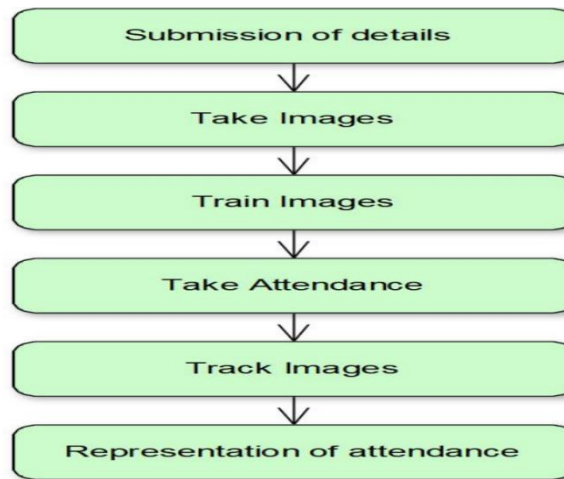 Submission of details
Take Images
Train Images
Take Attendance
Track Images
Representation of attendance